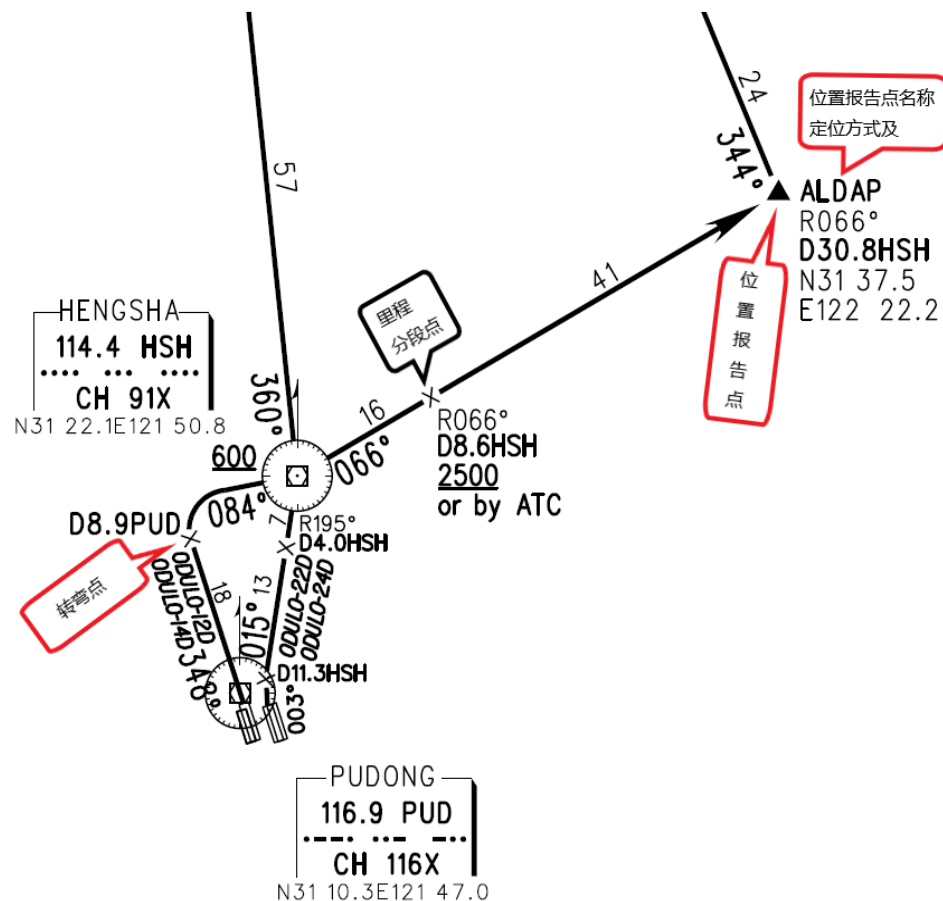 24
位置报告点名称
定位方式及
344°
ALDAP
R066°
D30.8HSH
N31 37.5
E122 22.2
位置报告点
57
41
里程
分段点
HENGSHA
114.4 HSH
CH 91X
N31 22.1E121 50.8
360°
16
066°
R066°
D8.6HSH
2500
or by ATC
600
084°
D8.9PUD
7
R195°
D4.0HSH
转弯点
ODULO-12D
ODULO-14D
18
348°
015°
13
ODULO-22D
ODULO-24D
D11.3HSH
003°
PUDONG
116.9 PUD
CH 116X
N31 10.3E121 47.0